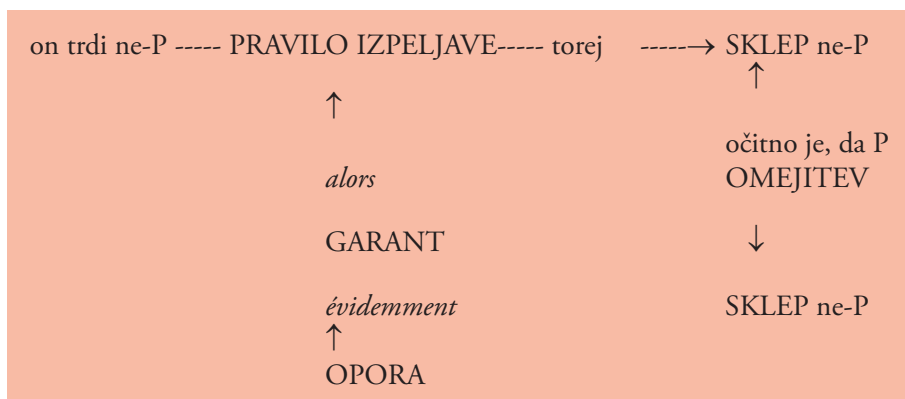 on trdi ne-P ----- PRAVILO IZPELJAVE----- torej -----→ SKLEP ne-P
↑ ↑
očitno je, da P
alors OMEJITEV
GARANT ↓
évidemment SKLEP ne-P
↑
OPORA